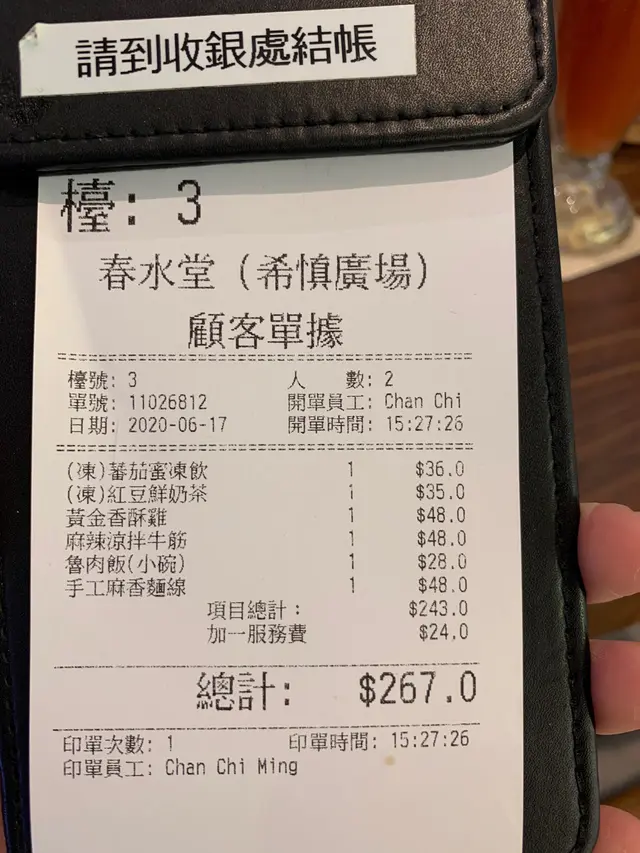 請到收銀處結帳
檯: 3
春水堂 (希慎廣場)
顧客單據
檯號: 3 人 數: 2
單號: 11026812 開單員工: Chan Chi
日期: 2020-06-17 開單時間: 15:27:26
(凍)蕃茄蜜凍飲 1 $36.0
(凍)紅豆鮮奶茶 1 $35.0
黃金香酥雞 1 $48.0
麻辣涼拌牛筋 1 $48.0
魯肉飯(小碗) 1 $28.0
手工麻香麵線 1 $48.0
項目總計: $243.0
加一服務費 $24.0
總計: $267.0
印單次數: 1 印單時間: 15:27:26
印單員工: Chan Chi Ming